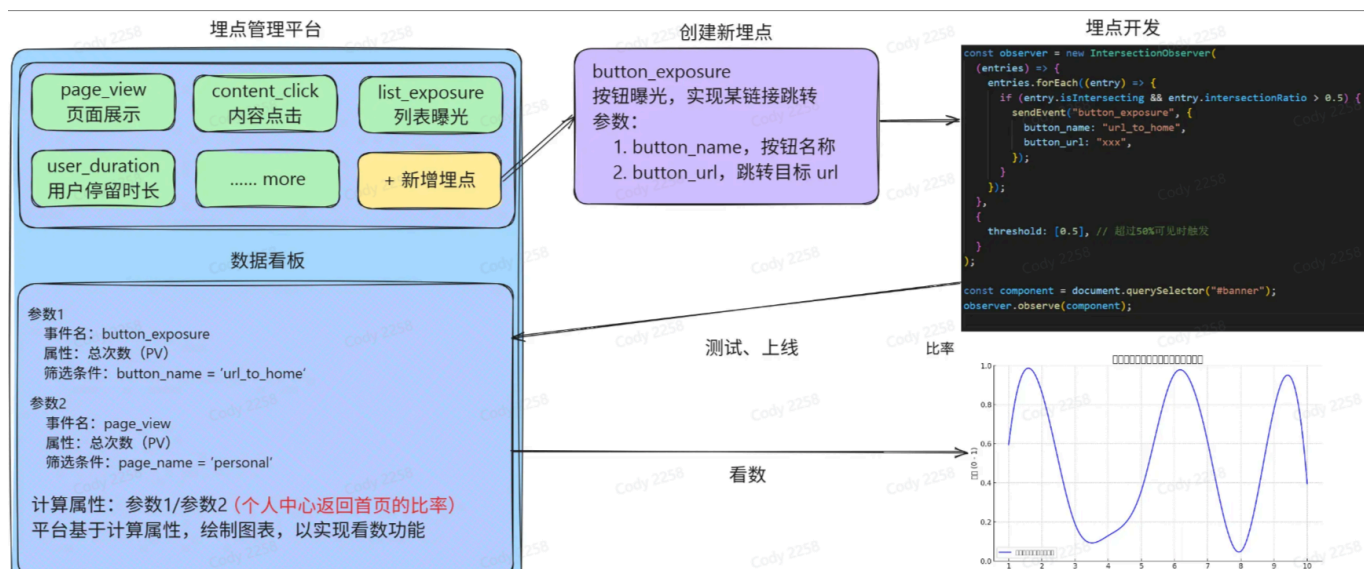 埋点管理平台
page_view
页面展示
content_click
内容点击
list_exposure
列表曝光
user_duration
用户停留时长
...... more
+ 新增埋点
创建新埋点
button_exposure
按钮曝光，实现某链接跳转
参数：
1. button_name，按钮名称
2. button_url，跳转目标 url
埋点开发
const observer = new IntersectionObserver(
(entries) => {
entries.forEach((entry) => {
if (entry.isIntersecting && entry.intersectionRatio > 0.5) {
sendEvent("button_exposure", {
button_name: "url_to_home",
button_url: "xxx",
});
}
});
},
{
threshold: [0.5], // 超过50%可见时触发
}
);
const component = document.querySelector("#banner");
observer.observe(component);
数据看板
参数1
事件名：button_exposure
属性：总次数（PV）
筛选条件：button_name = 'url_to_home'
参数2
事件名：page_view
属性：总次数（PV）
筛选条件：page_name = 'personal'
计算属性：参数1/参数2（个人中心返回首页的比率）
平台基于计算属性，绘制图表，以实现看数功能
测试、上线
看数
比率
(0 - 1)
1.0
0.8
0.6
0.4
0.2
0.0
1 2 3 4 5 6 7 8 9 10
Cody 2258